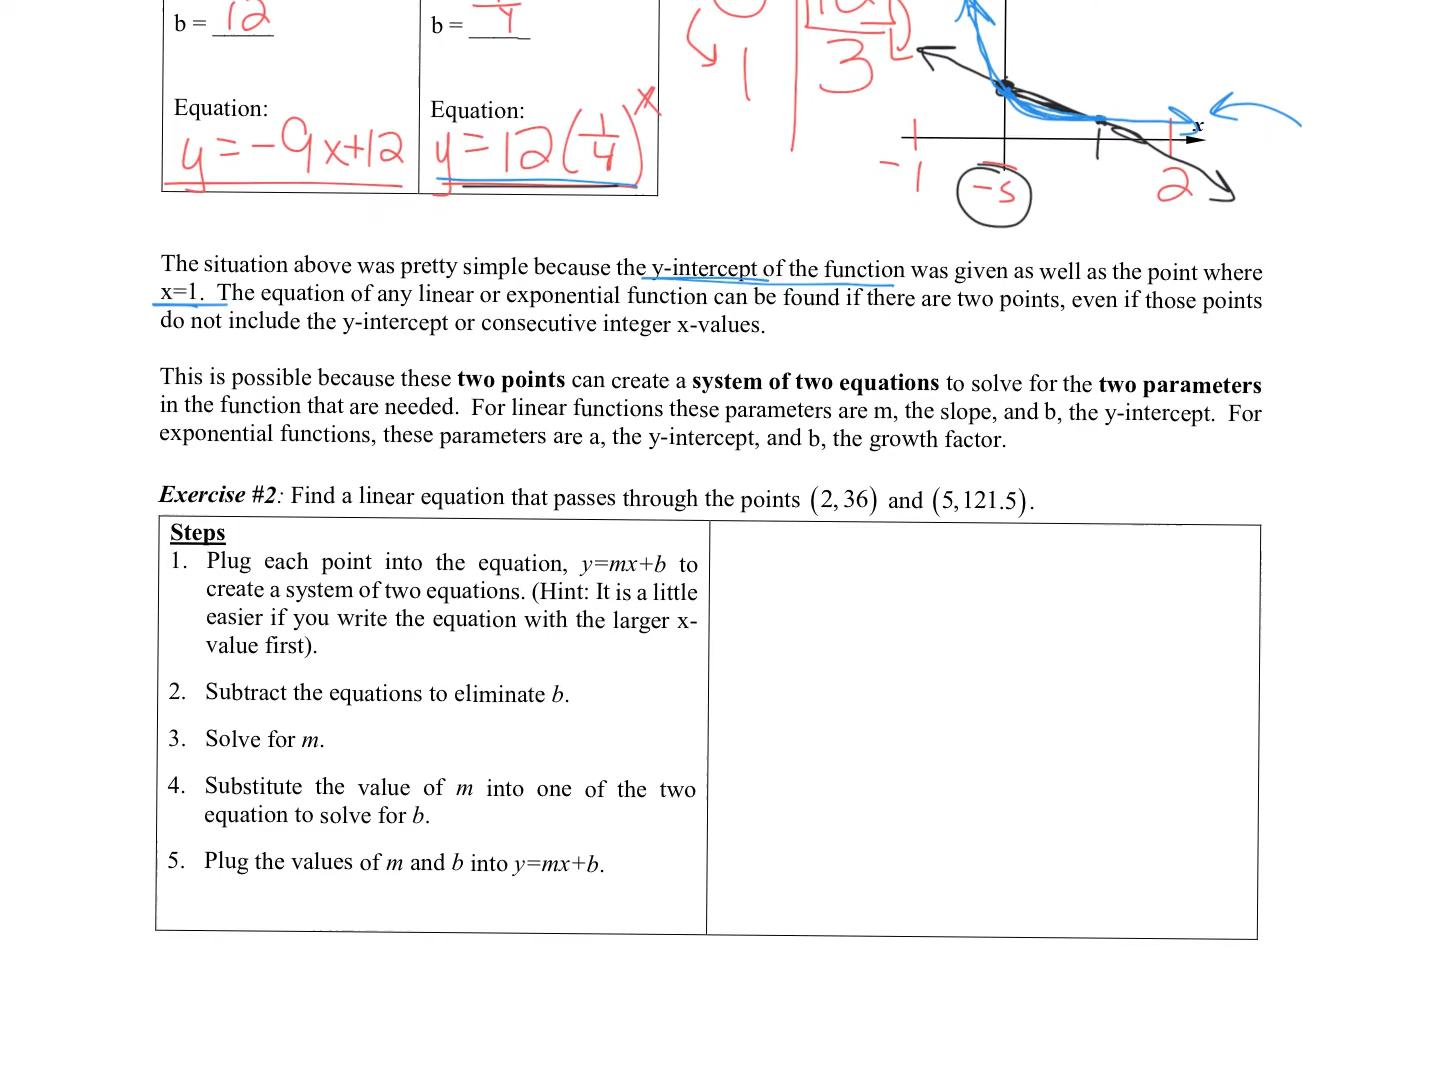 b = 12
b = 1/4
1 | 3
Equation:
Equation:
y=-9x+12
y=12(1/4)^x
x
-1
-5
1
2
The situation above was pretty simple because the y-intercept of the function was given as well as the point where
x=1. The equation of any linear or exponential function can be found if there are two points, even if those points
do not include the y-intercept or consecutive integer x-values.
This is possible because these two points can create a system of two equations to solve for the two parameters
in the function that are needed. For linear functions these parameters are m, the slope, and b, the y-intercept. For
exponential functions, these parameters are a, the y-intercept, and b, the growth factor.
Exercise #2: Find a linear equation that passes through the points (2,36) and (5,121.5).
Steps
1. Plug each point into the equation, y=mx+b to
create a system of two equations. (Hint: It is a little
easier if you write the equation with the larger x-
value first).
2. Subtract the equations to eliminate b.
3. Solve for m.
4. Substitute the value of m into one of the two
equation to solve for b.
5. Plug the values of m and b into y=mx+b.